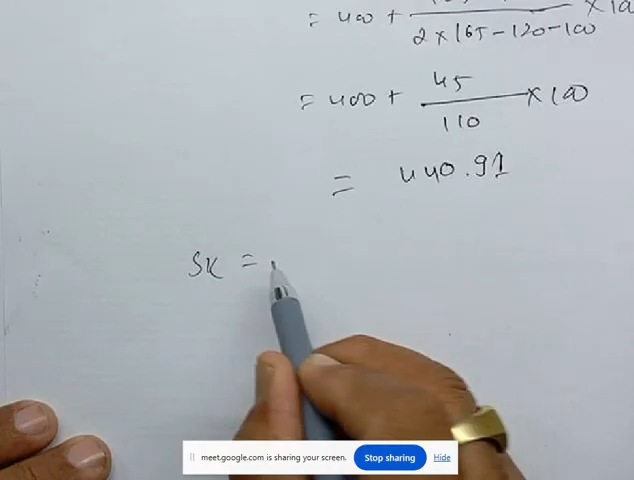 = 400 + ×100
2×165-120-100
= 400 + 45/110 ×100
= 440.91
SK =
meet.google.com is sharing your screen. Stop sharing Hide